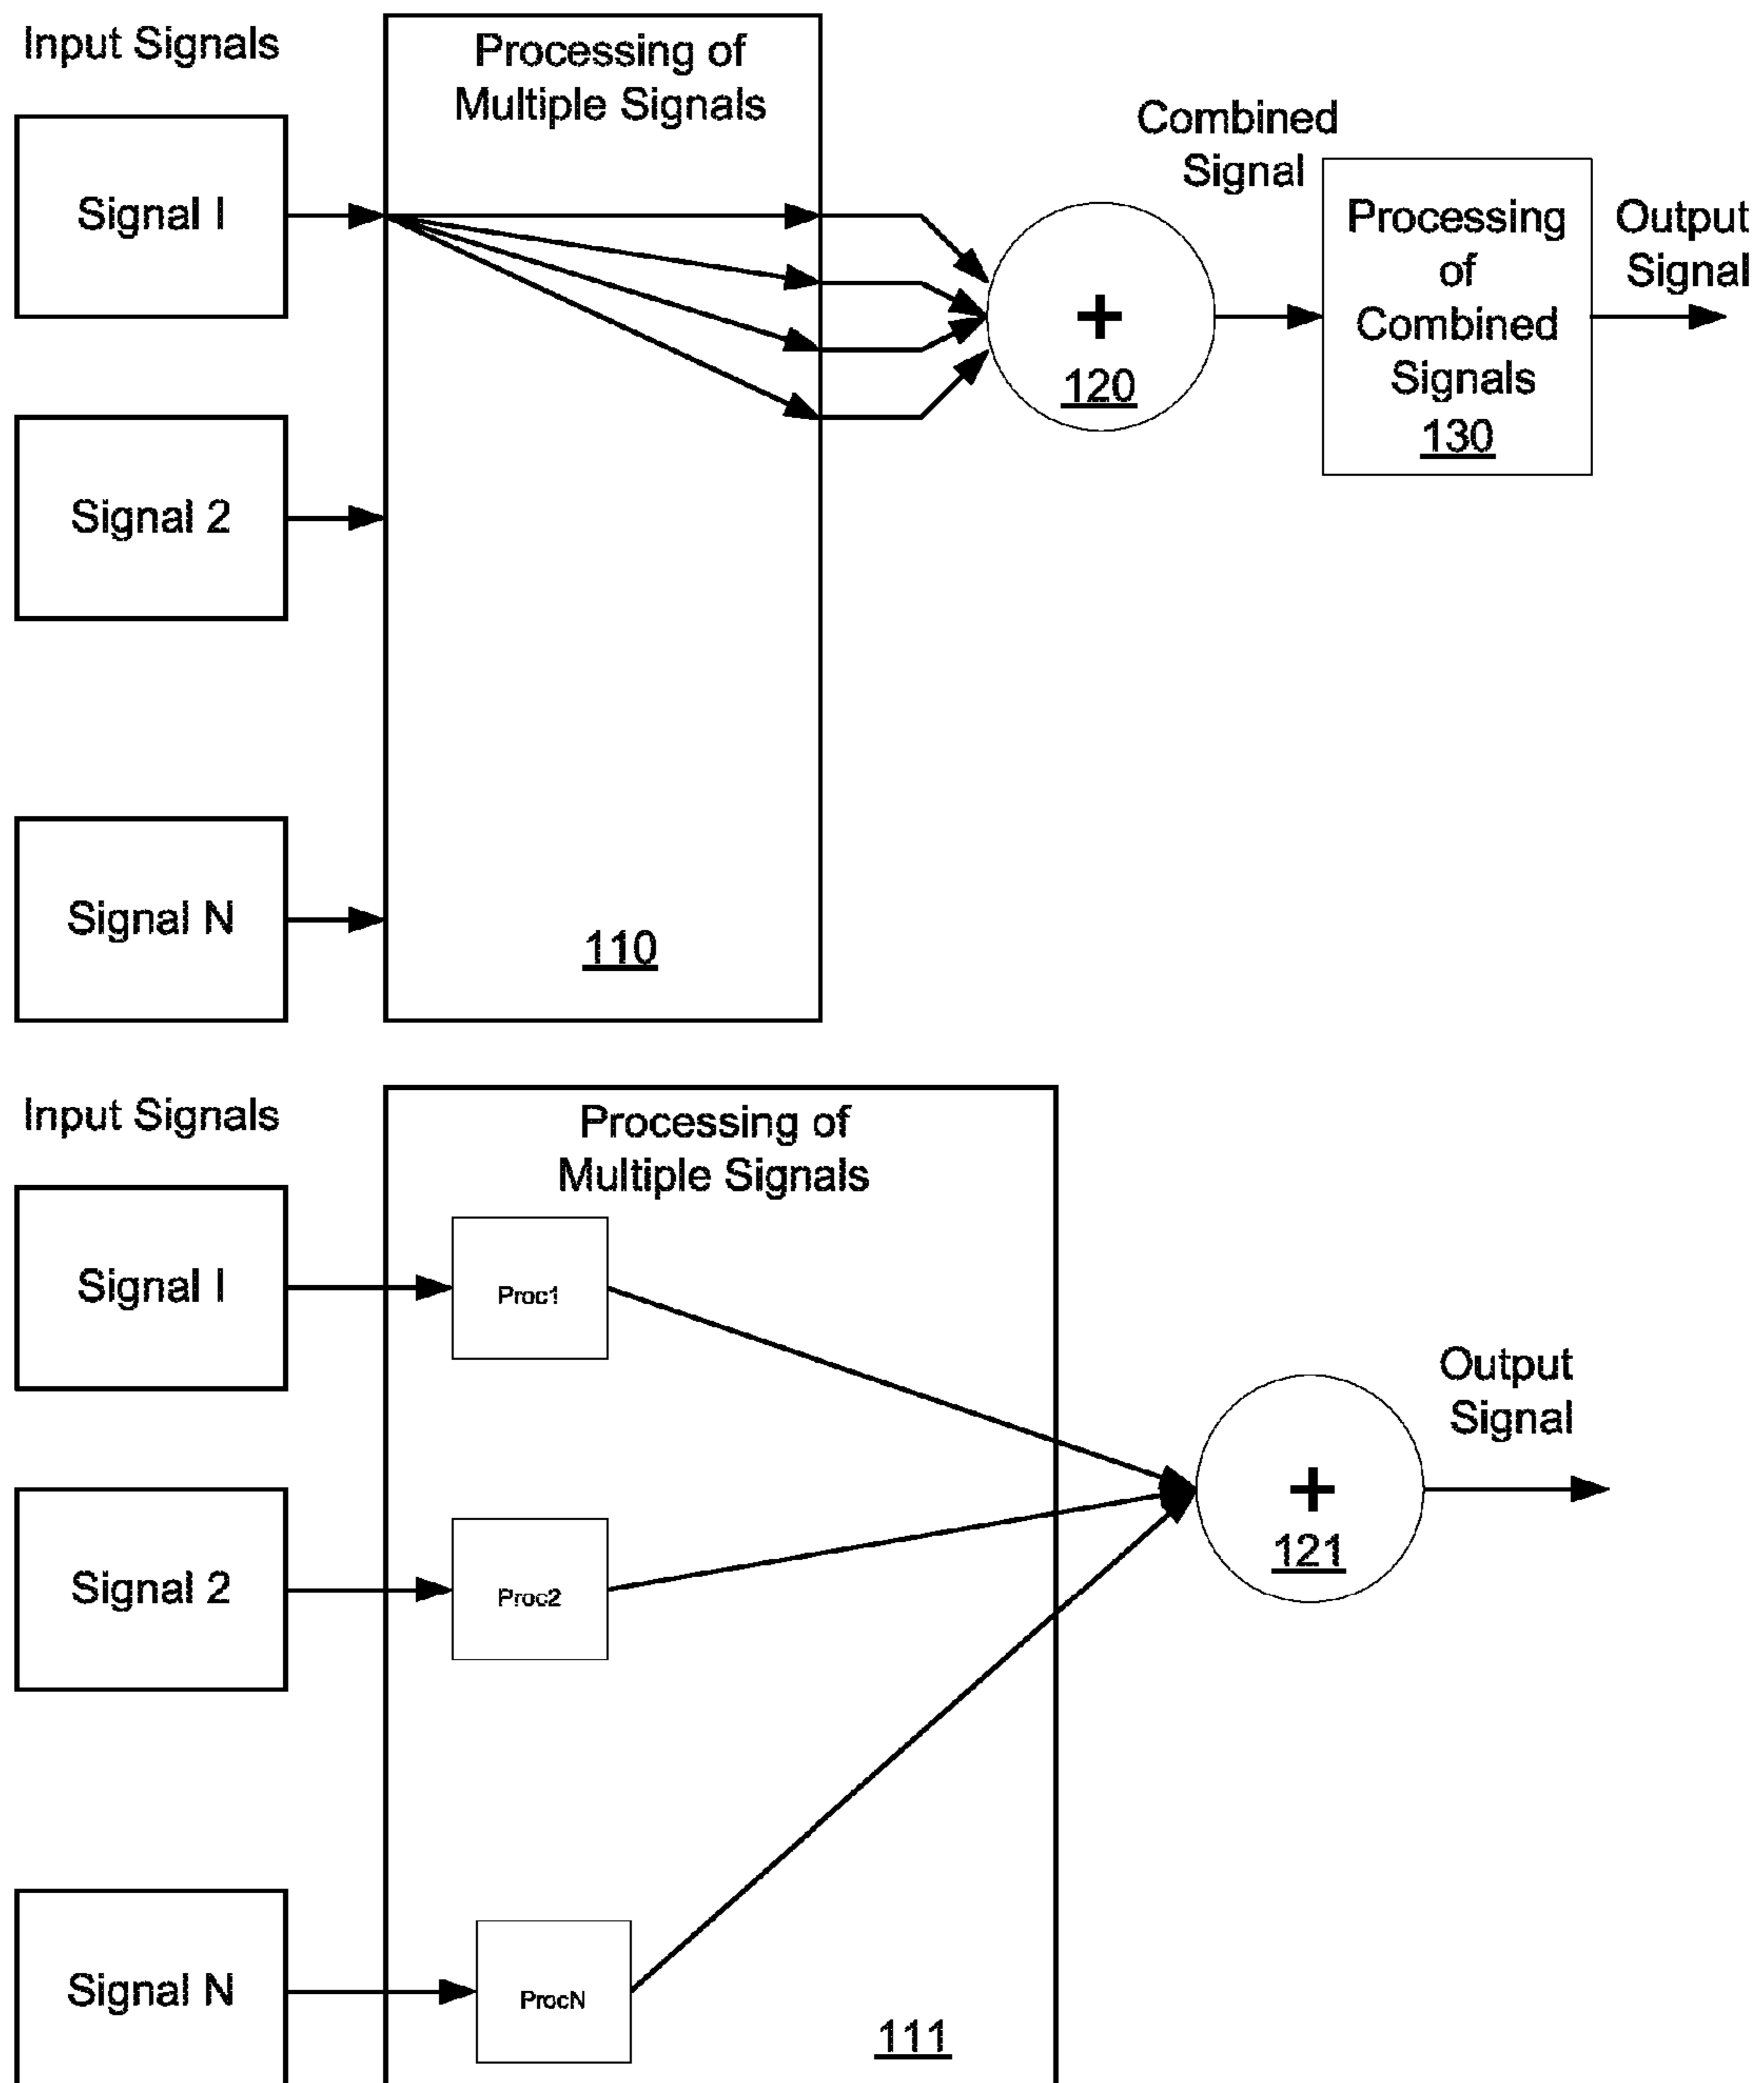 Input Signals
Processing of
Multiple Signals
Signal I
Signal 2
Signal N
110
+
120
Combined
Signal
Processing
of
Combined
Signals
130
Output
Signal
Input Signals
Processing of
Multiple Signals
Signal I
Proc1
Signal 2
Proc2
Signal N
ProcN
111
+
121
Output
Signal